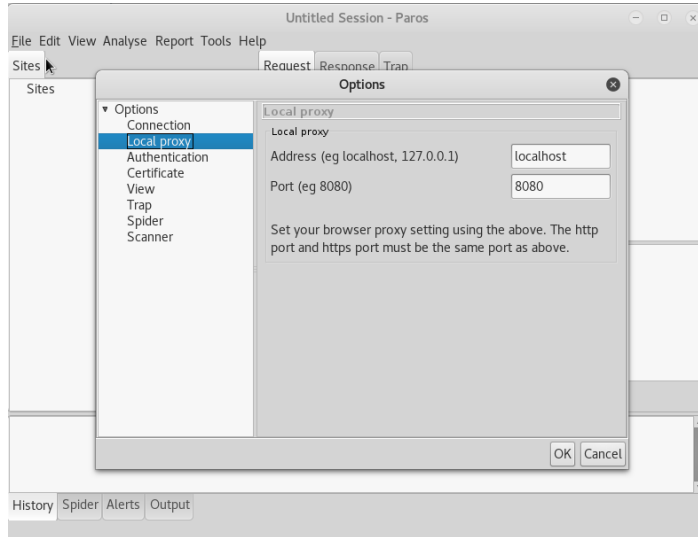 Untitled Session - Paros
File Edit View Analyse Report Tools Help
Sites
Request Response Trap
Sites
Options
Options
Connection
Local proxy
Authentication
Certificate
View
Trap
Spider
Scanner
Local proxy
Local proxy
Address (eg localhost, 127.0.0.1) localhost
Port (eg 8080) 8080
Set your browser proxy setting using the above. The http
port and https port must be the same port as above.
OK Cancel
History Spider Alerts Output